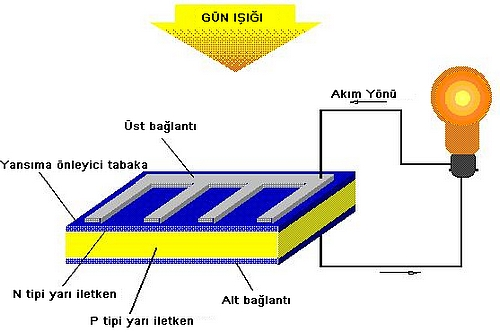 GÜN IŞIĞI
Akım Yönü
Üst bağlantı
Yansıma önleyici tabaka
N tipi yarı iletken
Alt bağlantı
P tipi yarı iletken